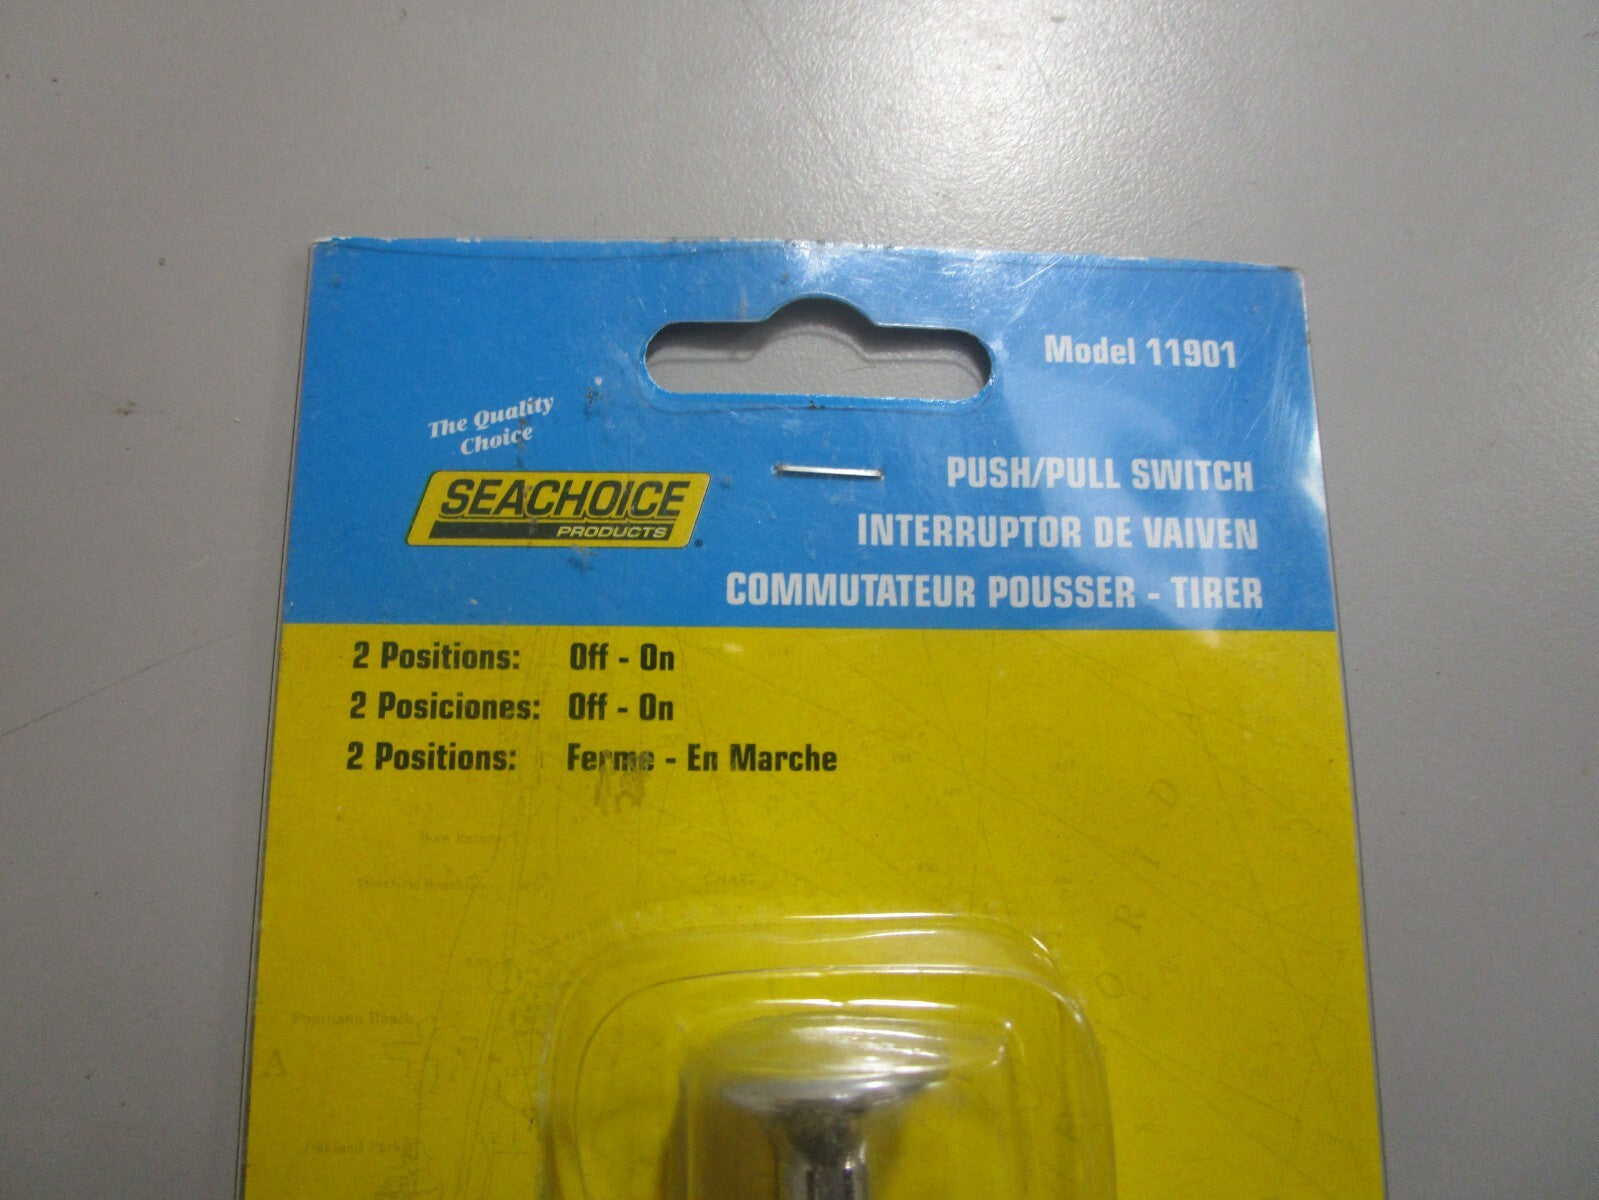 Model 11901
The Quality
Choice
SEACHOICE
PRODUCTS
PUSH/PULL SWITCH
INTERRUPTOR DE VAIVEN
COMMUTATEUR POUSSER - TIRER
2 Positions: Off - On
2 Posiciones: Off - On
2 Positions: Ferme - En Marche